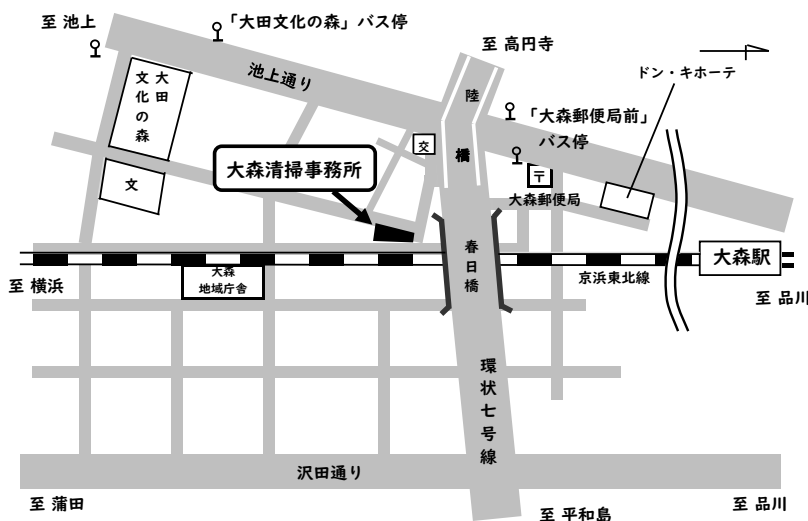 至 池上
「大田文化の森」バス停
至 高円寺
池上通り
陸
橋
ドン・キホーテ
「大森郵便局前」
バス停
大田
文化の森
交
〒
大森郵便局
文
大森清掃事務所
春日橋
大森駅
至 横浜
大森
地域庁舎
京浜東北線
至 品川
環状七号線
沢田通り
至 蒲田
至 平和島
至 品川